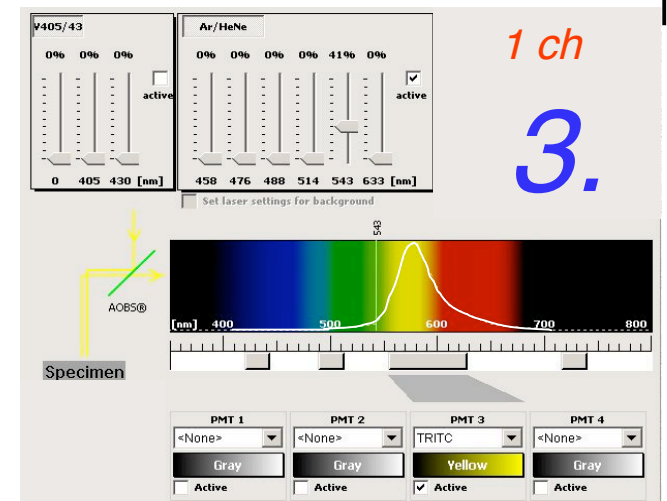 V405/43 Ar/HeNe
0% 0% 0% 0% 0% 0% 0% 41% 0%
1 ch
active active
3.
0 405 430 [nm] 458 476 488 514 543 633 [nm]
Set laser settings for background
543
AOBS®
[nm] 400 500 600 700 800
Specimen
PMT 1 PMT 2 PMT 3 PMT 4
<None> <None> TRITC <None>
Gray Gray Yellow Gray
Active Active Active Active